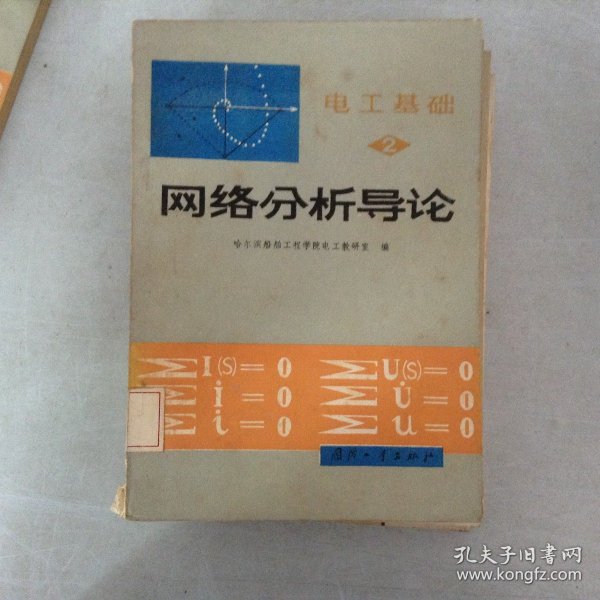 电工基础
2
网络分析导论
哈尔滨船舶工程学院电工教研室 编
ΣI(S)=0 ΣU(S)=0
Σİ=0 ΣU̇=0
Σi=0 Σu=0
国防工业出版社
孔夫子旧书网
www.kongfz.com